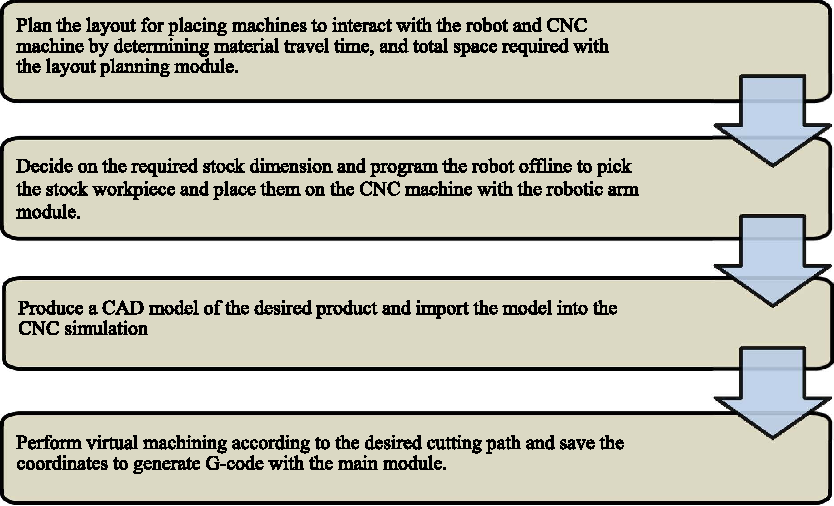 Plan the layout for placing machines to interact with the robot and CNC
machine by determining material travel time, and total space required with
the layout planning module.
Decide on the required stock dimension and program the robot offline to pick
the stock workpiece and place them on the CNC machine with the robotic arm
module.
Produce a CAD model of the desired product and import the model into the
CNC simulation
Perform virtual machining according to the desired cutting path and save the
coordinates to generate G-code with the main module.